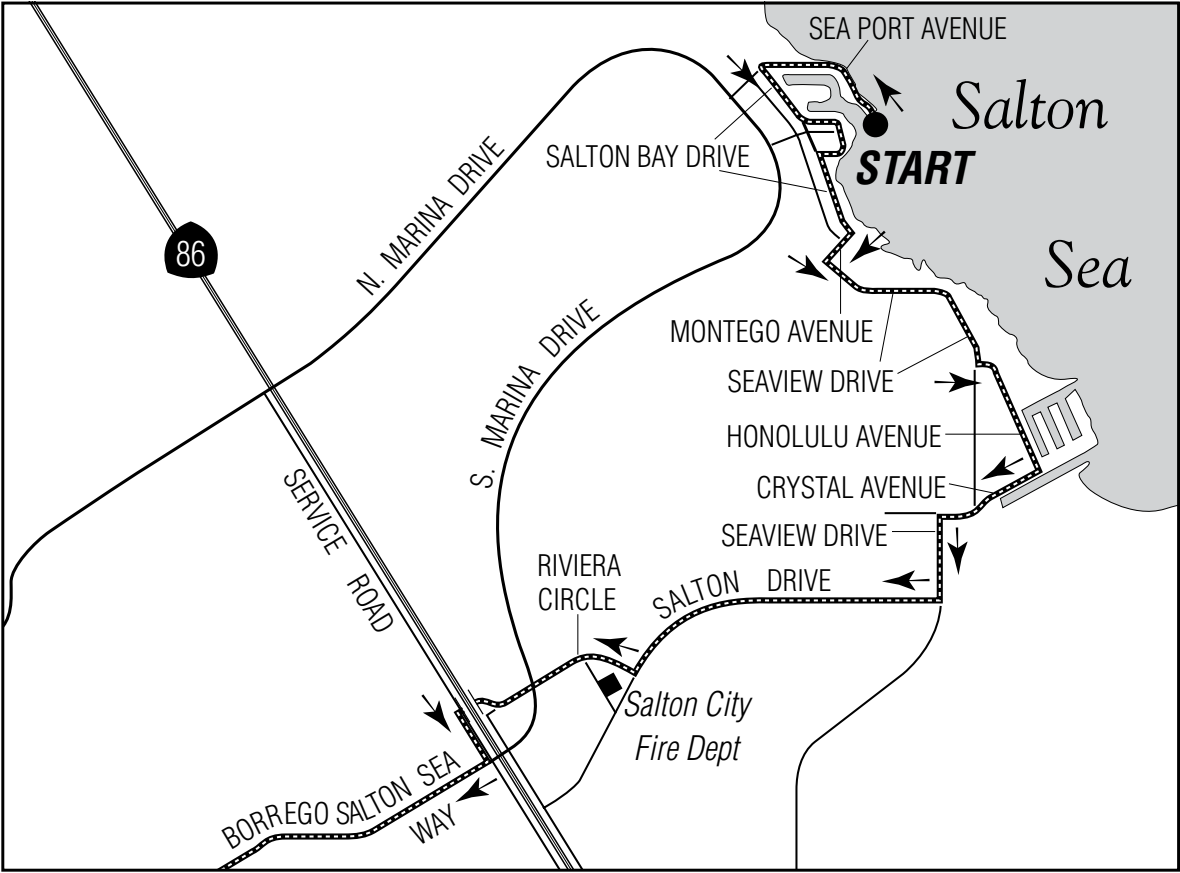 SEA PORT AVENUE
Salton
START
SALTON BAY DRIVE
N. MARINA DRIVE
86
Sea
MONTEGO AVENUE
S. MARINA DRIVE
SEAVIEW DRIVE
HONOLULU AVENUE
CRYSTAL AVENUE
SERVICE ROAD
SEAVIEW DRIVE
RIVIERA
CIRCLE
SALTON DRIVE
Salton City
Fire Dept
BORREGO SALTON SEA
WAY